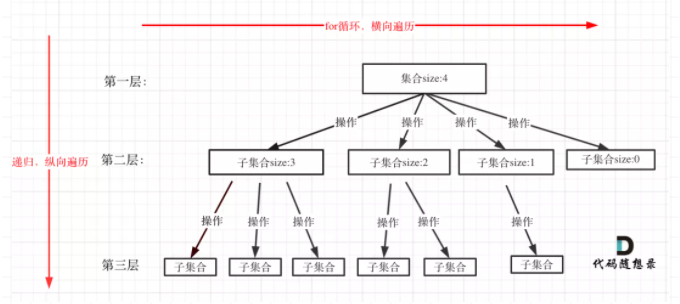 for循环、横向遍历
第一层:
集合size:4
操作 操作 操作 操作
递归、纵向遍历
第二层:
子集合size:3 子集合size:2 子集合size:1 子集合size:0
操作 操作 操作 操作 操作 操作
第三层
子集合 子集合 子集合 子集合 子集合 子集合
代码随想录